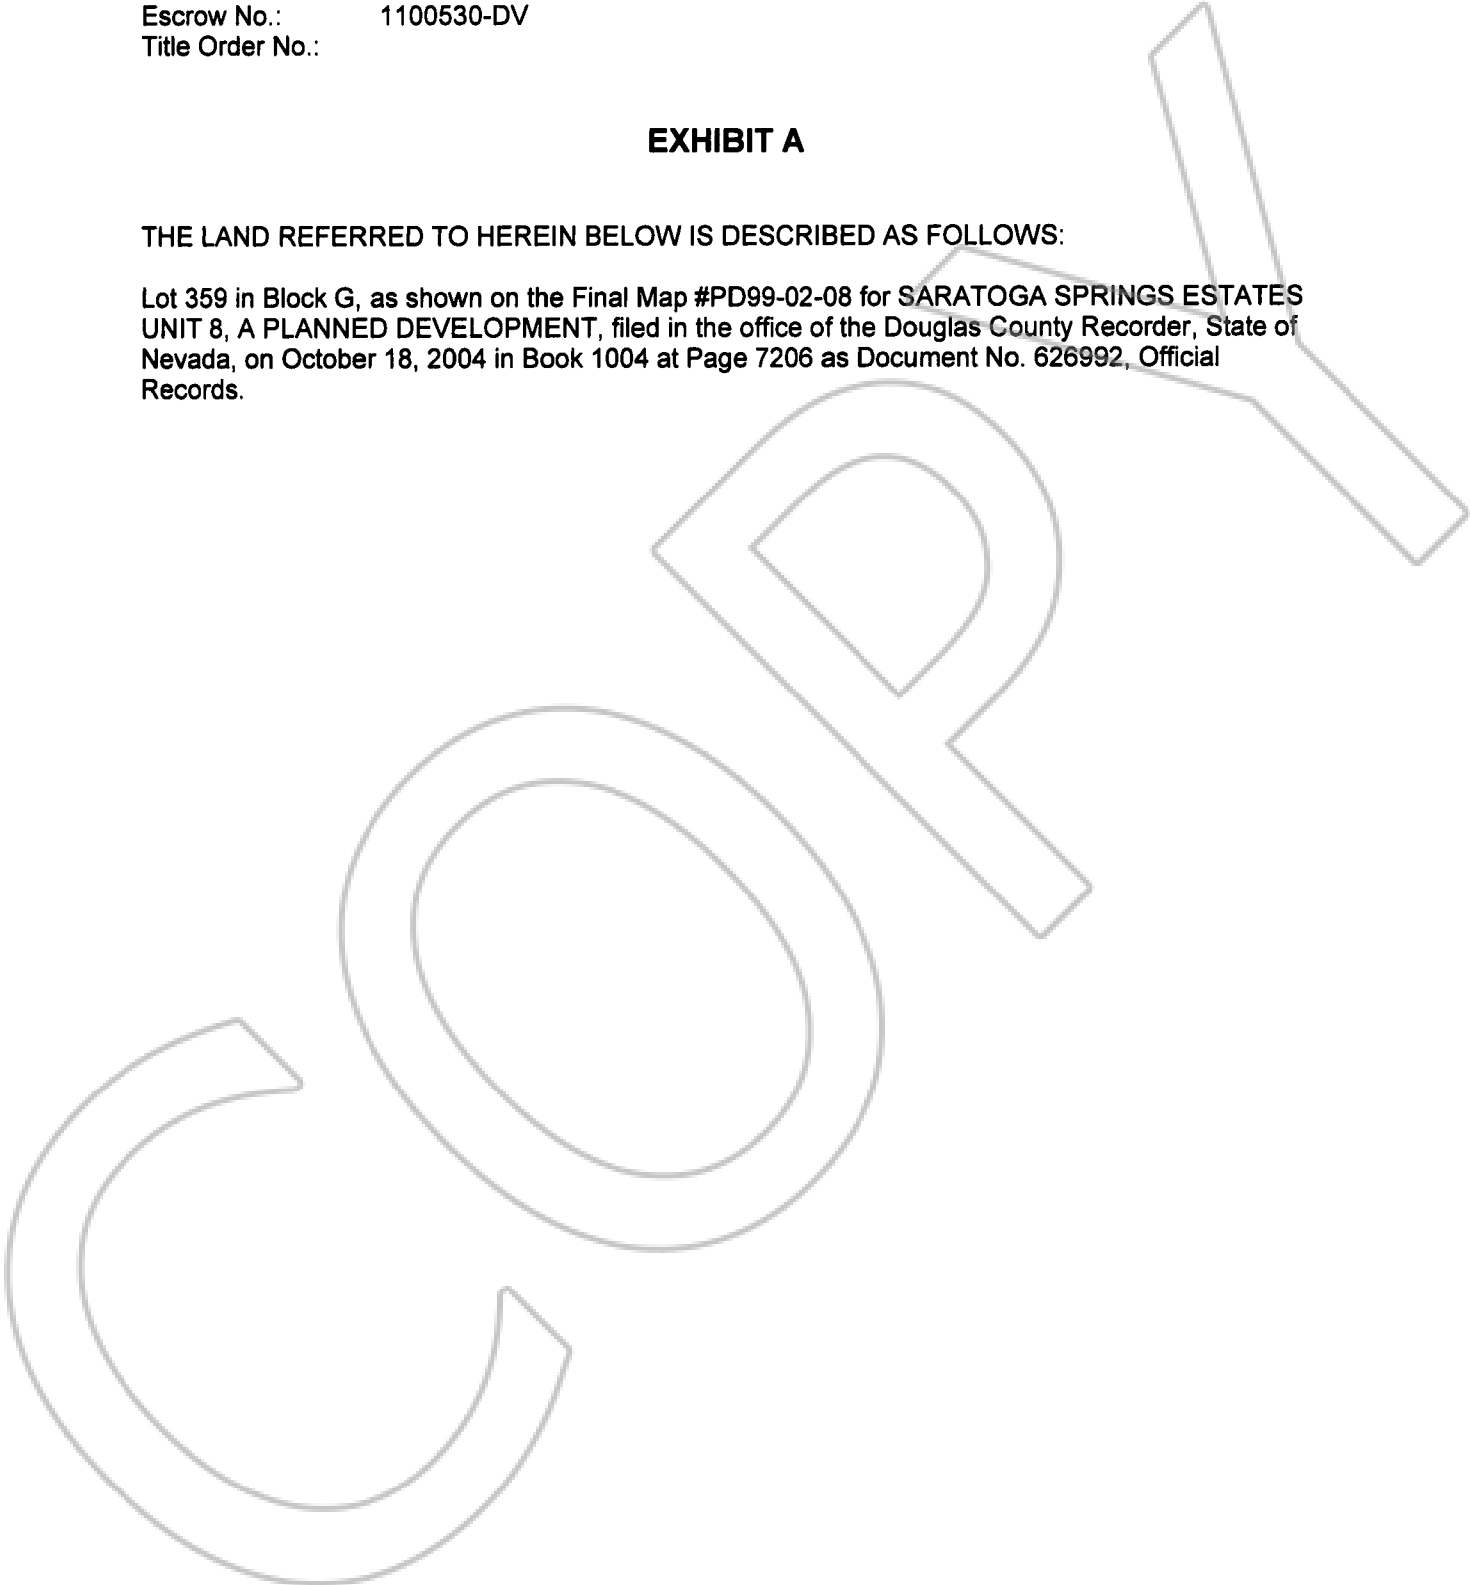 Escrow No.: 1100530-DV
Title Order No.:
EXHIBIT A
THE LAND REFERRED TO HEREIN BELOW IS DESCRIBED AS FOLLOWS:
Lot 359 in Block G, as shown on the Final Map #PD99-02-08 for SARATOGA SPRINGS ESTATES
UNIT 8, A PLANNED DEVELOPMENT, filed in the office of the Douglas County Recorder, State of
Nevada, on October 18, 2004 in Book 1004 at Page 7206 as Document No. 626992, Official
Records.
COPY